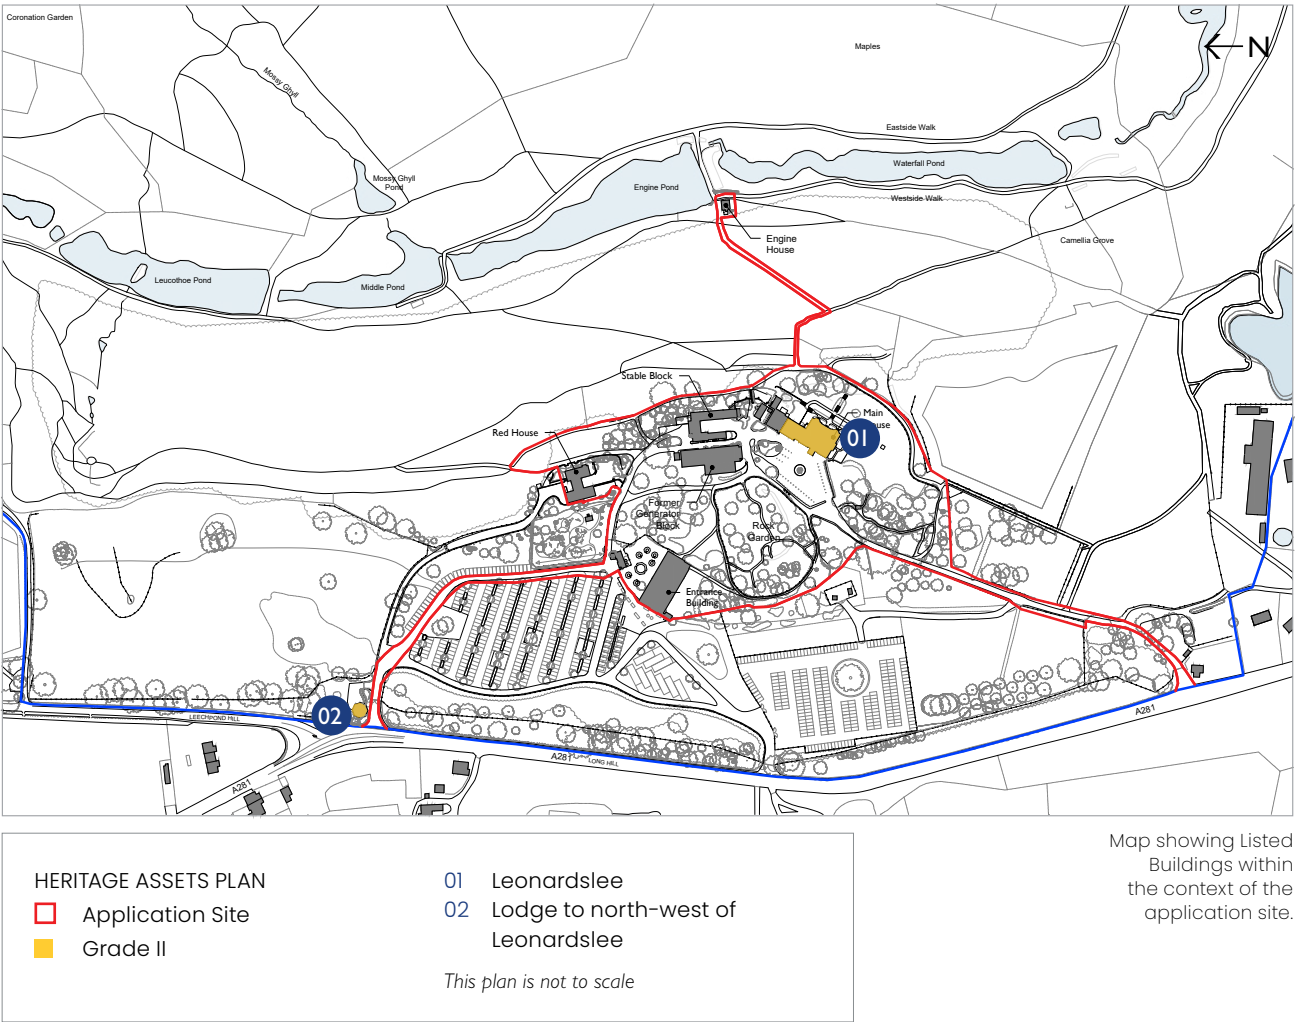 Coronation Garden
Mossy Ghyll
Maples
N
Eastside Walk
Waterfall Pond
Mossy Ghyll
Pond
Engine Pond
Westside Walk
Engine
House
Camellia Grove
Leucothoe Pond
Middle Pond
Stable Block
Main
01
Red House
Former
Generator
Block
Rock
Garden
Entrance
Building
02
LEECHPOND HILL
A281
A281
LONG HILL
A281
Map showing Listed
Buildings within
the context of the
application site.
HERITAGE ASSETS PLAN
Application Site
Grade II
01 Leonardslee
02 Lodge to north-west of
Leonardslee
This plan is not to scale